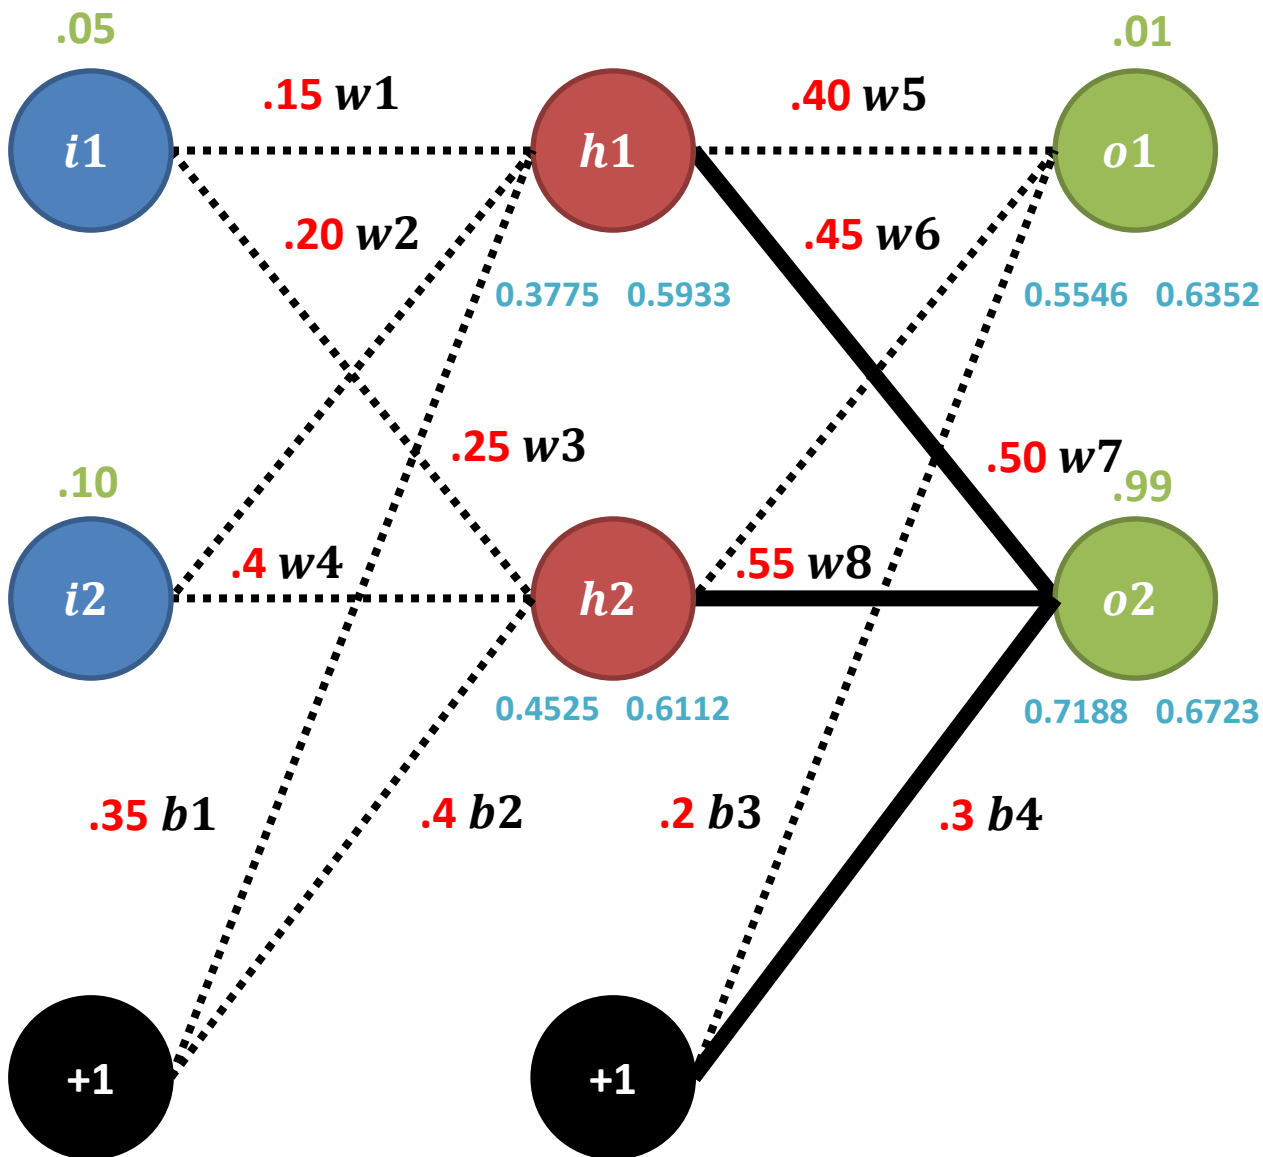 .05
.01
.15 w1
.40 w5
i1
h1
o1
.20 w2
.45 w6
0.3775 0.5933
0.5546 0.6352
.25 w3
.50 w7
.10
.99
.4 w4
.55 w8
i2
h2
o2
0.4525 0.6112
0.7188 0.6723
.35 b1
.4 b2
.2 b3
.3 b4
+1
+1